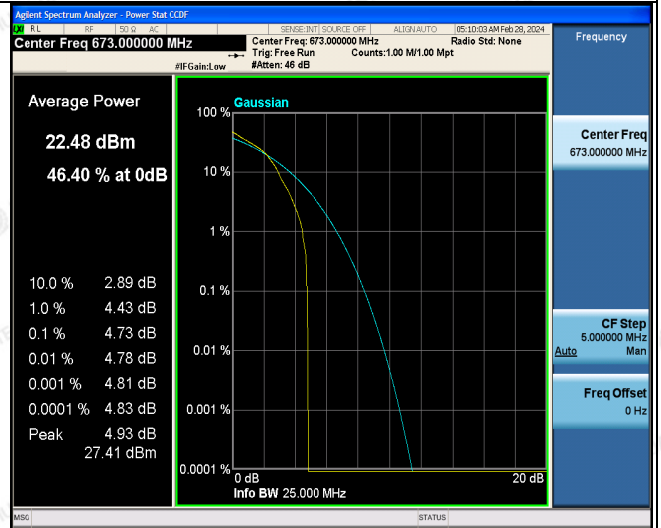 Agilent Spectrum Analyzer - Power Stat CCDF
LXI RL RF 50 Ω AC SENSE:INT SOURCE OFF ALIGN AUTO 05:10:03 AM Feb 28, 2024
Center Freq 673.000000 MHz
Center Freq: 673.000000 MHz Radio Std: None
Trig: Free Run Counts:1.00 M/1.00 Mpt
#IFGain:Low #Atten: 46 dB
Frequency
Average Power
22.48 dBm
46.40 % at 0dB
10.0 % 2.89 dB
1.0 % 4.43 dB
0.1 % 4.73 dB
0.01 % 4.78 dB
0.001 % 4.81 dB
0.0001 % 4.83 dB
Peak 4.93 dB
27.41 dBm
Gaussian
100 %
10 %
1 %
0.1 %
0.01 %
0.001 %
0.0001 %
0 dB 20 dB
Info BW 25.000 MHz
Center Freq
673.000000 MHz
CF Step
5.000000 MHz
Auto Man
Freq Offset
0 Hz
MSG STATUS